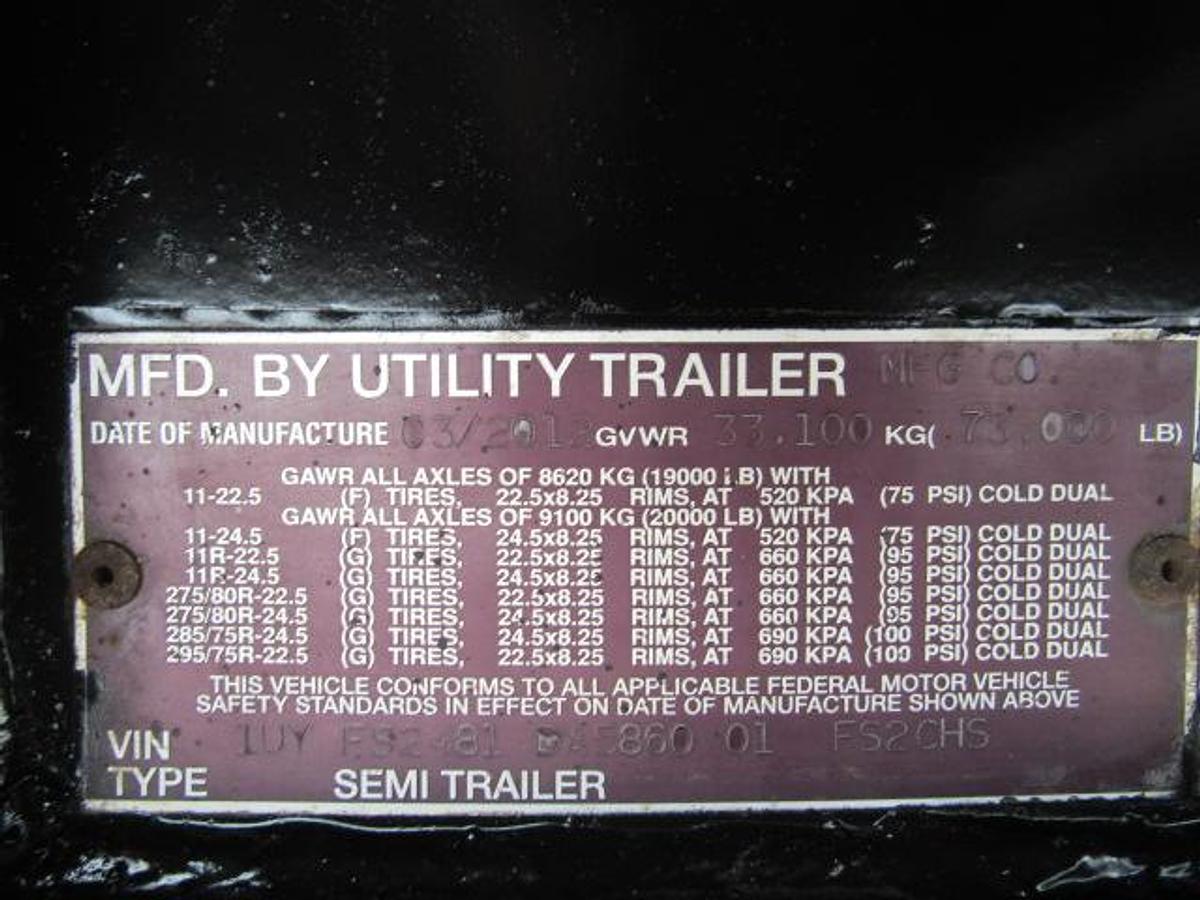 MFD. BY UTILITY TRAILER MFG CO.
DATE OF MANUFACTURE 03/2012 GVWR 33.100 KG( 73.000 LB)
GAWR ALL AXLES OF 8620 KG (19000 LB) WITH
11-22.5 (F) TIRES, 22.5x8.25 RIMS, AT 520 KPA (75 PSI) COLD DUAL
GAWR ALL AXLES OF 9100 KG (20000 LB) WITH
11-24.5 (F) TIRES, 24.5x8.25 RIMS, AT 520 KPA (75 PSI) COLD DUAL
11R-22.5 (G) TIRES, 22.5x8.25 RIMS, AT 660 KPA (95 PSI) COLD DUAL
11R-24.5 (G) TIRES, 24.5x8.25 RIMS, AT 660 KPA (95 PSI) COLD DUAL
275/80R-22.5 (G) TIRES, 22.5x8.25 RIMS, AT 660 KPA (95 PSI) COLD DUAL
275/80R-24.5 (G) TIRES, 24.5x8.25 RIMS, AT 660 KPA (95 PSI) COLD DUAL
285/75R-24.5 (G) TIRES, 24.5x8.25 RIMS, AT 690 KPA (100 PSI) COLD DUAL
295/75R-22.5 (G) TIRES, 22.5x8.25 RIMS, AT 690 KPA (100 PSI) COLD DUAL
THIS VEHICLE CONFORMS TO ALL APPLICABLE FEDERAL MOTOR VEHICLE
SAFETY STANDARDS IN EFFECT ON DATE OF MANUFACTURE SHOWN ABOVE
VIN 1UY 01 FS2CHS
TYPE SEMI TRAILER